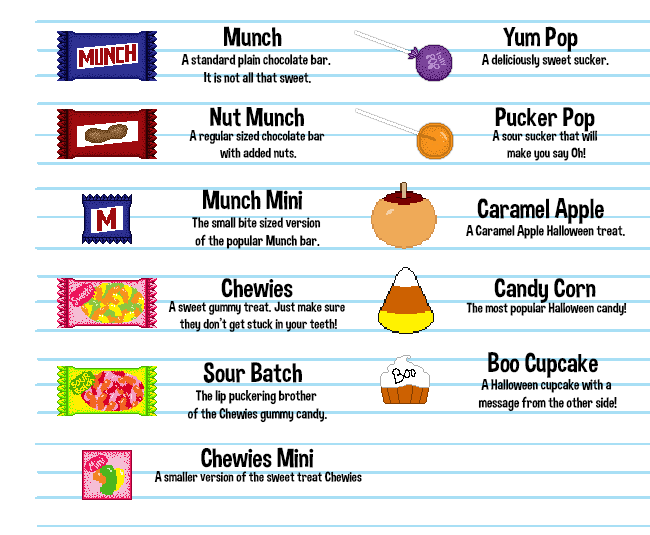 MUNCH
Munch
A standard plain chocolate bar.
It is not all that sweet.
Nut Munch
A regular sized chocolate bar
with added nuts.
M
Munch Mini
The small bite sized version
of the popular Munch bar.
Sweets
Chewies
A sweet gummy treat. Just make sure
they don't get stuck in your teeth!
Sour Batch
The lip puckering brother
of the Chewies gummy candy.
Mini
Chewies Mini
A smaller version of the sweet treat Chewies
Yum Pop
A deliciously sweet sucker.
Pucker Pop
A sour sucker that will
make you say Oh!
Caramel Apple
A Caramel Apple Halloween treat.
Candy Corn
The most popular Halloween candy!
Boo
Boo Cupcake
A Halloween cupcake with a
message from the other side!